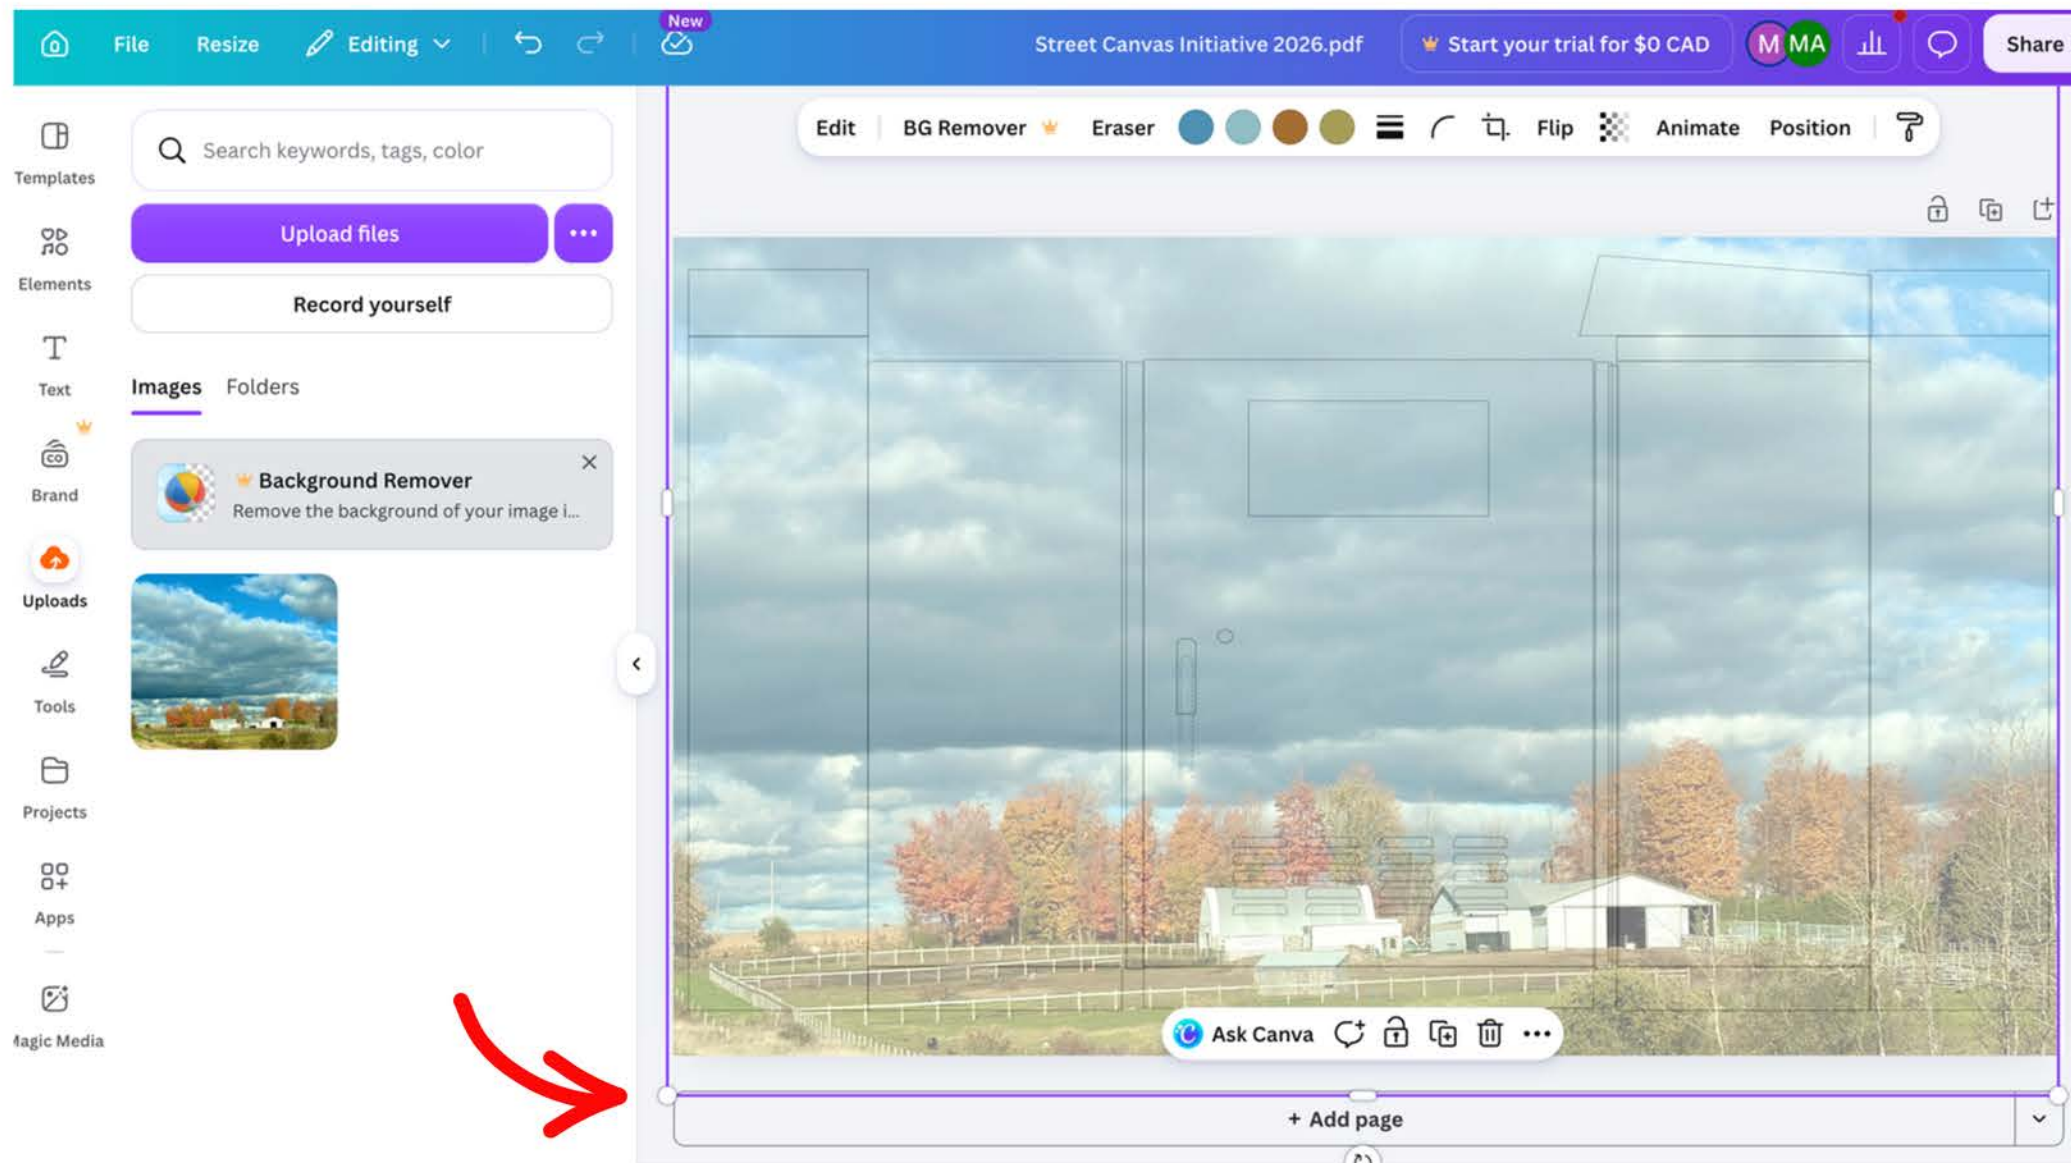 New
File
Resize
Editing
Street Canvas Initiative 2026.pdf
Start your trial for $0 CAD
M
MA
Share
Edit
BG Remover
Eraser
Flip
Animate
Position
Templates
Elements
Text
Brand
Uploads
Tools
Projects
Apps
Magic Media
Search keywords, tags, color
Upload files
Record yourself
Images
Folders
Background Remover
Remove the background of your image i...
CO
Ask Canva
+ Add page